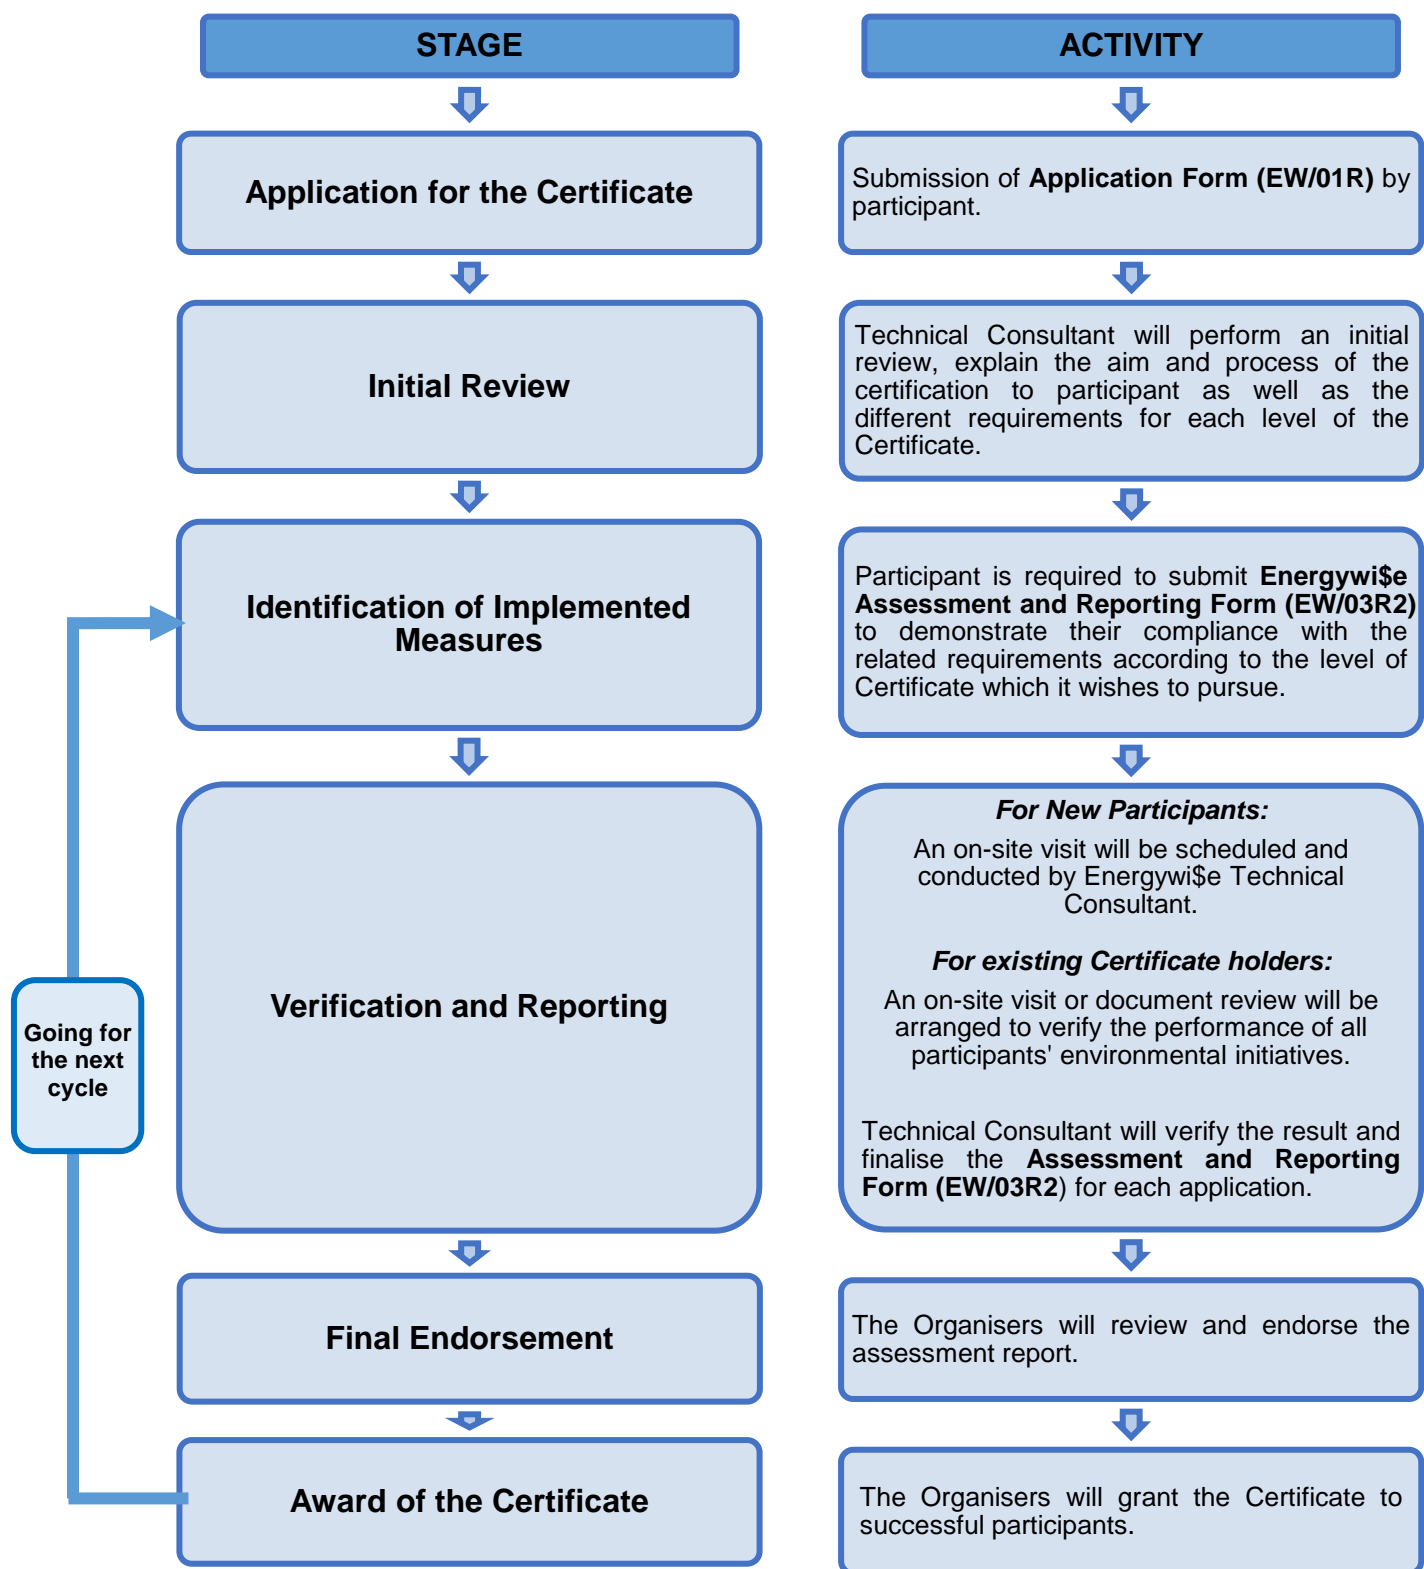 STAGE
ACTIVITY
Application for the Certificate
Submission of Application Form (EW/01R) by
participant.
Initial Review
Technical Consultant will perform an initial
review, explain the aim and process of the
certification to participant as well as the
different requirements for each level of the
Certificate.
Identification of Implemented
Measures
Participant is required to submit Energywi$e
Assessment and Reporting Form (EW/03R2)
to demonstrate their compliance with the
related requirements according to the level of
Certificate which it wishes to pursue.
Verification and Reporting
For New Participants:
An on-site visit will be scheduled and
conducted by Energywi$e Technical
Consultant.
For existing Certificate holders:
An on-site visit or document review will be
arranged to verify the performance of all
participants' environmental initiatives.
Technical Consultant will verify the result and
finalise the Assessment and Reporting
Form (EW/03R2) for each application.
Going for
the next
cycle
Final Endorsement
The Organisers will review and endorse the
assessment report.
Award of the Certificate
The Organisers will grant the Certificate to
successful participants.